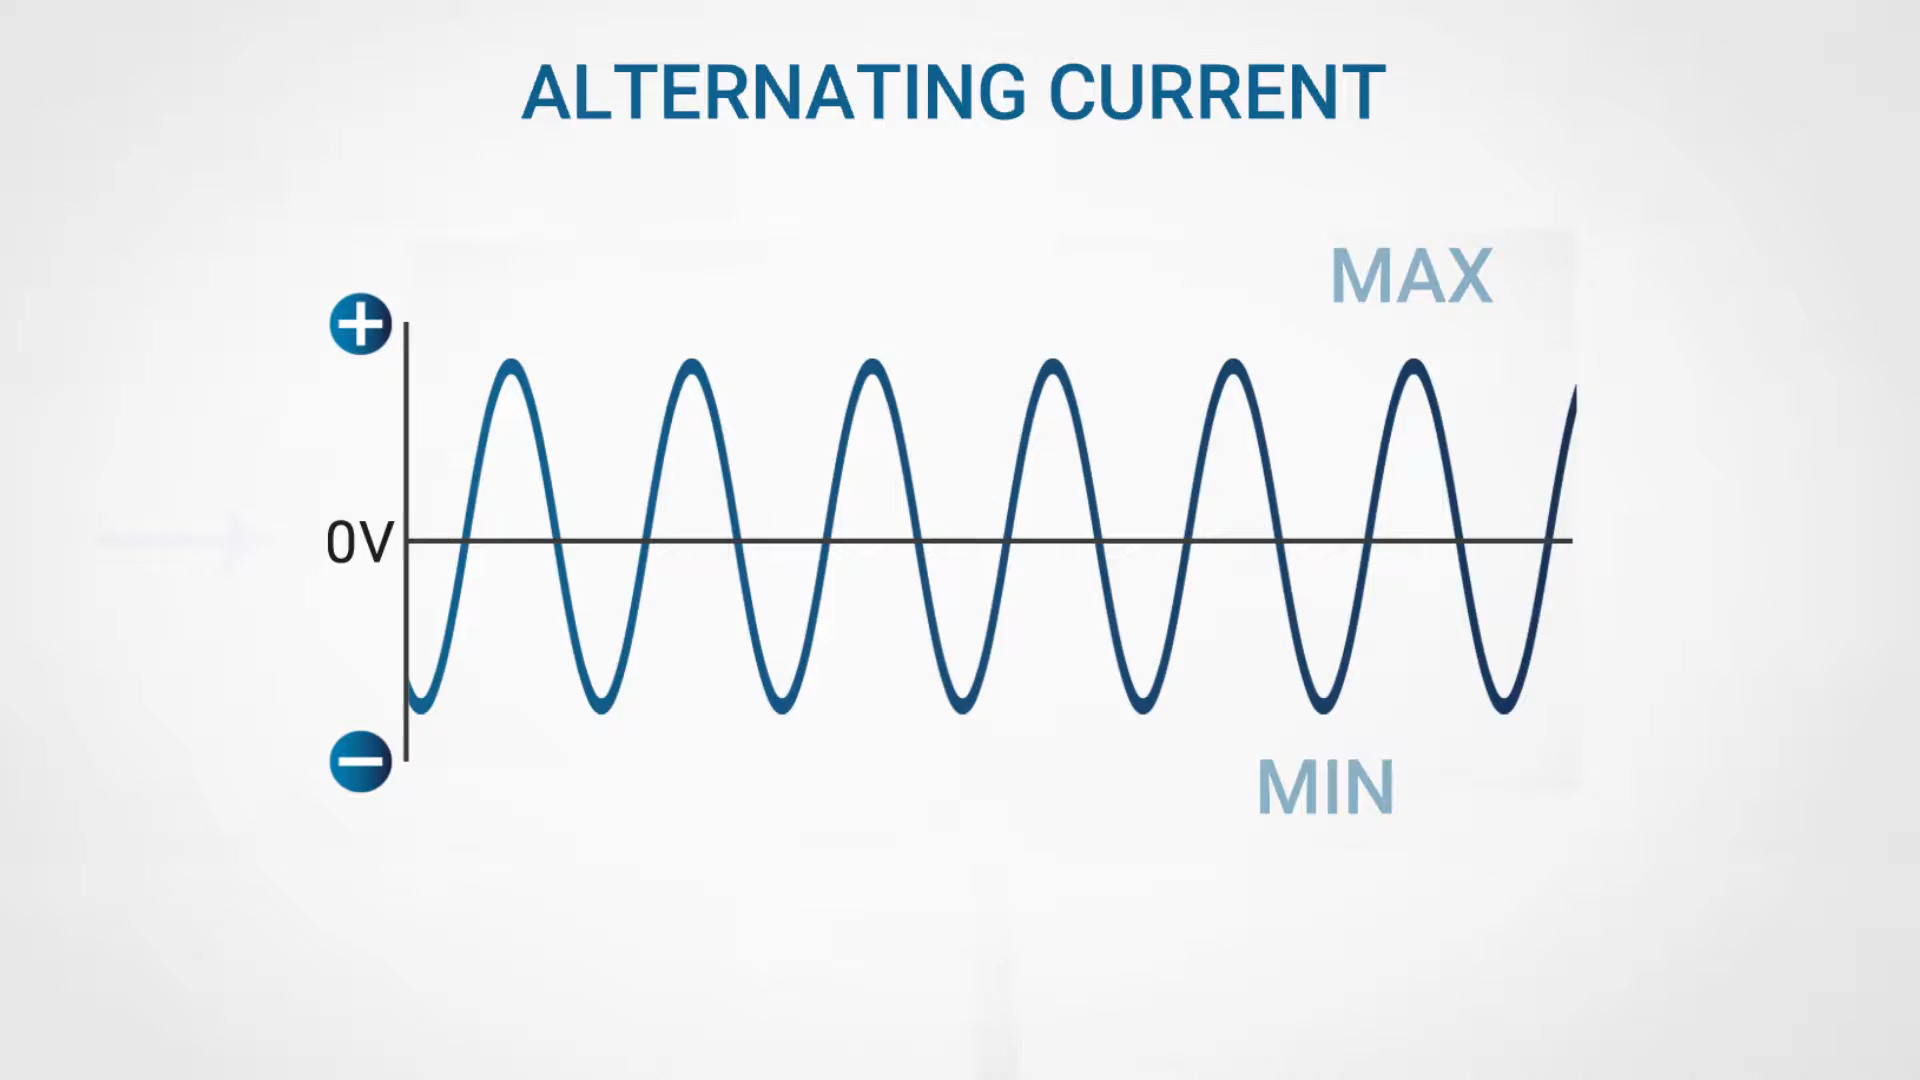 ALTERNATING CURRENT
MAX
+
0V
−
MIN